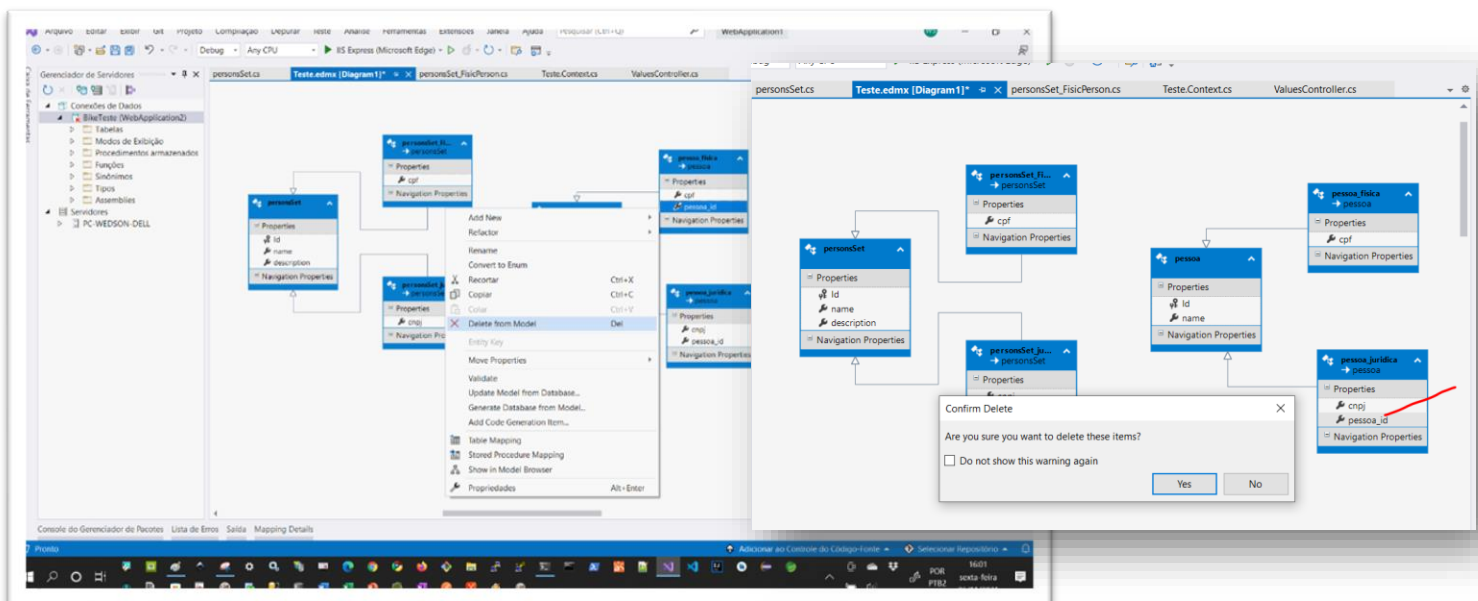 Arquivo Editar Exibir Git Projeto Compilação Depurar Teste Análise Ferramentas Extensões Janela Ajuda Pesquisar (Ctrl+Q) WebApplication1
Debug Any CPU IIS Express (Microsoft Edge)
Gerenciador de Servidores
personsSet.cs Teste.edmx [Diagram1]* personsSet_FisicPerson.cs Teste.Context.cs ValuesController.cs
Conexões de Dados
BikeTeste (WebApplication2)
Tabelas
Modos de Exibição
Procedimentos armazenados
Funções
Sinônimos
Tipos
Assemblies
Servidores
PC-WEDSON-DELL
personsSet
Properties
Id
name
description
Navigation Properties
personsSet_Fi...
personsSet
Properties
cpf
Navigation Properties
pessoa_fisica
pessoa
Properties
cpf
pessoa_id
Navigation Properties
personsSet_ju...
Properties
cnpj
pessoa_juridica
pessoa
Properties
cnpj
pessoa_id
Navigation Properties
Add New
Refactor
Rename
Convert to Enum
Recortar Ctrl+X
Copiar Ctrl+C
Colar Ctrl+V
Delete from Model Del
Entity Key
Move Properties
Validate
Update Model from Database...
Generate Database from Model...
Add Code Generation Item...
Table Mapping
Stored Procedure Mapping
Show in Model Browser
Propriedades Alt+Enter
Console do Gerenciador de Pacotes Lista de Erros Saída Mapping Details
Pronto
Adicionar ao Controle do Código-Fonte Selecionar Repositório
POR
PTB2
16:01
sexta-feira
personsSet.cs Teste.edmx [Diagram1]* personsSet_FisicPerson.cs Teste.Context.cs ValuesController.cs
personsSet_Fi...
personsSet
Properties
cpf
Navigation Properties
pessoa_fisica
pessoa
Properties
cpf
Navigation Properties
personsSet
Properties
Id
name
description
Navigation Properties
pessoa
Properties
Id
name
Navigation Properties
personsSet_ju...
personsSet
Properties
pessoa_juridica
pessoa
Properties
cnpj
pessoa_id
Navigation Properties
Confirm Delete
Are you sure you want to delete these items?
Do not show this warning again
Yes No